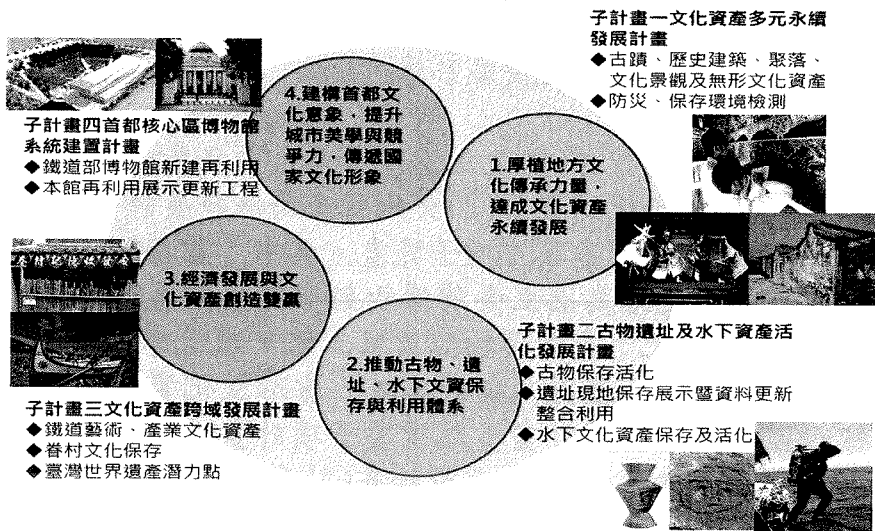 子計畫一文化資產多元永續
發展計畫
◆古蹟、歷史建築、聚落、
文化景觀及無形文化資產
◆防災、保存環境檢測
4.建構首都文
化意象，提升
城市美學與競
爭力，傳遞國
家文化形象
子計畫四首都核心區博物館
系統建置計畫
◆鐵道部博物館新建再利用
◆本館再利用展示更新工程
1.厚植地方文
化傳承力量，
達成文化資產
永續發展
3.經濟發展與文
化資產創造雙贏
2.推動古物、遺
址、水下文資保
存與利用體系
子計畫二古物遺址及水下資產活
化發展計畫
◆古物保存活化
◆遺址現地保存展示暨資料更新
整合利用
◆水下文化資產保存及活化
子計畫三文化資產跨域發展計畫
◆鐵道藝術、產業文化資產
◆眷村文化保存
◆臺灣世界遺產潛力點